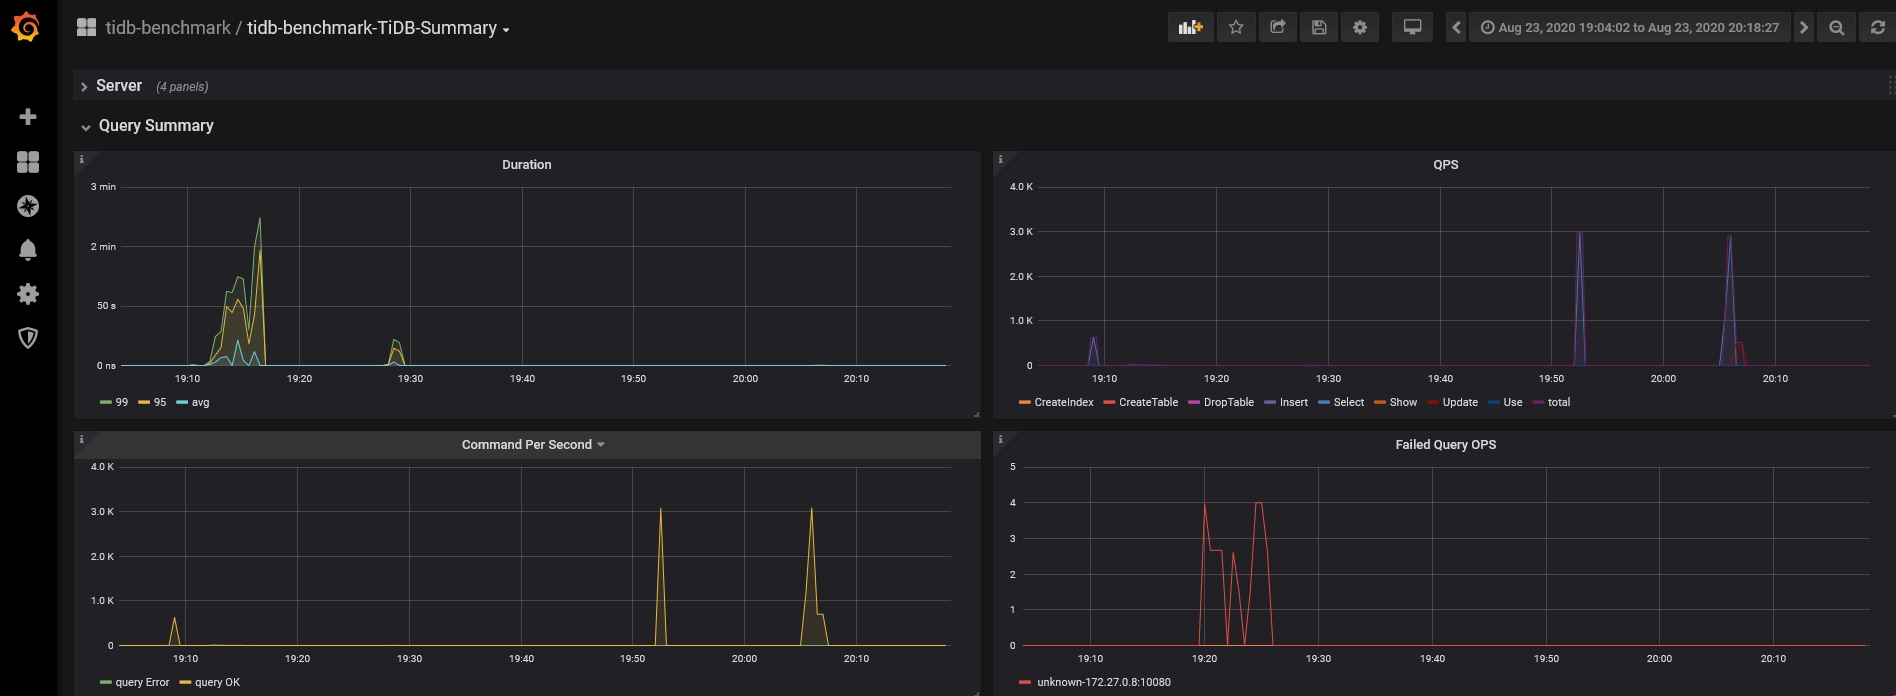 tidb-benchmark / tidb-benchmark-TiDB-Summary
Aug 23, 2020 19:04:02 to Aug 23, 2020 20:18:27
Server (4 panels)
Query Summary
Duration
3 min
2 min
50 s
0 ns
19:10 19:20 19:30 19:40 19:50 20:00 20:10
99 95 avg
QPS
4.0 K
3.0 K
2.0 K
1.0 K
0
19:10 19:20 19:30 19:40 19:50 20:00 20:10
CreateIndex CreateTable DropTable Insert Select Show Update Use total
Command Per Second
4.0 K
3.0 K
2.0 K
1.0 K
0
19:10 19:20 19:30 19:40 19:50 20:00 20:10
query Error query OK
Failed Query OPS
5
4
3
2
1
0
19:10 19:20 19:30 19:40 19:50 20:00 20:10
unknown-172.27.0.8:10080